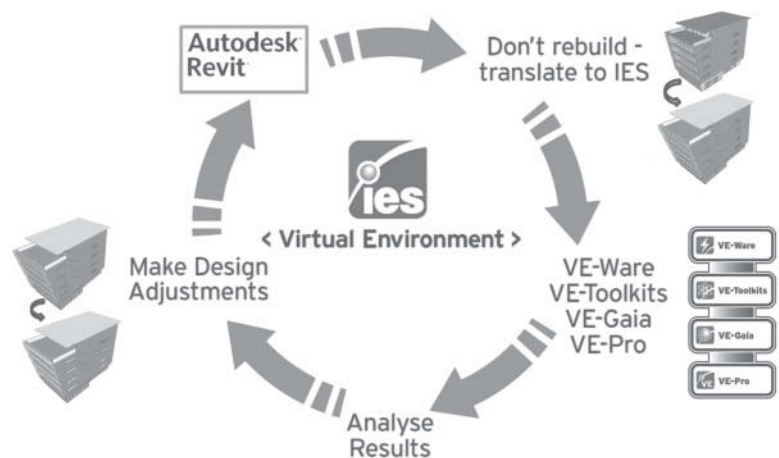 Autodesk
Revit
Don't rebuild -
translate to IES
ies
< Virtual Environment >
Make Design
Adjustments
VE-Ware
VE-Toolkits
VE-Gaia
VE-Pro
VE-Ware
VE-Toolkits
VE-Gaia
VE VE-Pro
Analyse
Results